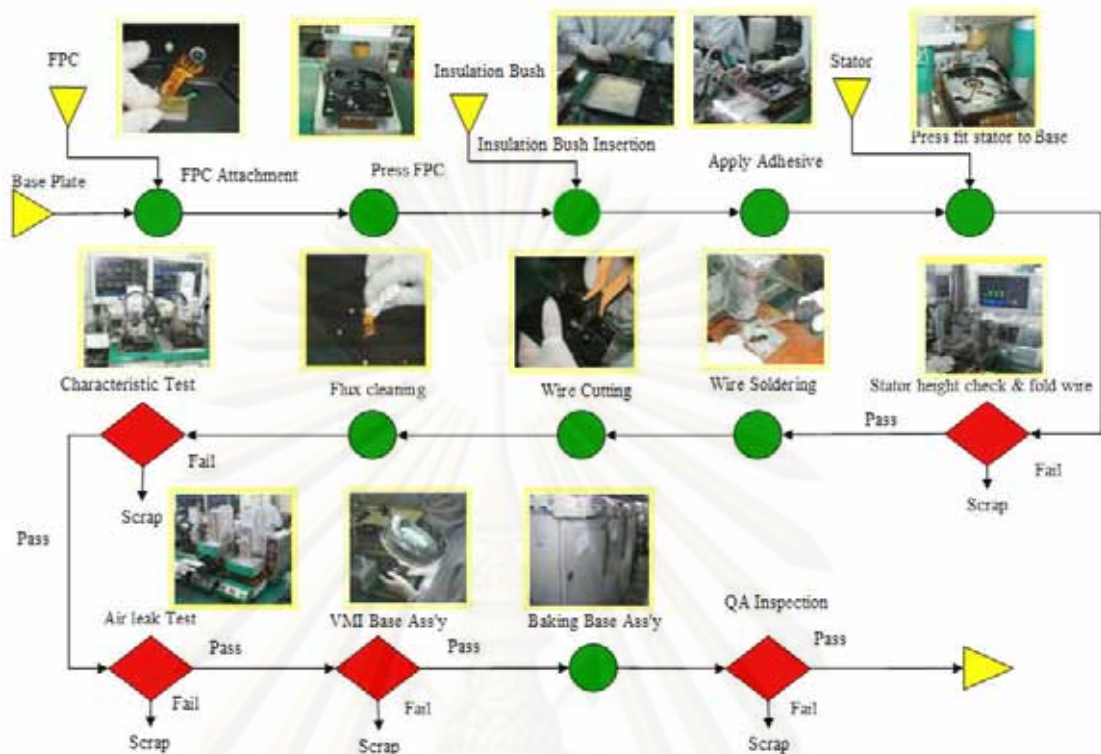 FPC
Insulation Bush
Stator
Base Plate
FPC Attachment
Press FPC
Insulation Bush Insertion
Apply Adhesive
Press fit stator to Base
Characteristic Test
Flux cleaning
Wire Cutting
Wire Soldering
Stator height check & fold wire
Pass
Fail
Scrap
Fail
Scrap
Pass
Air leak Test
VMI Base Ass'y
Baking Base Ass'y
QA Inspection
Pass
Pass
Pass
Fail
Fail
Fail
Scrap
Scrap
Scrap